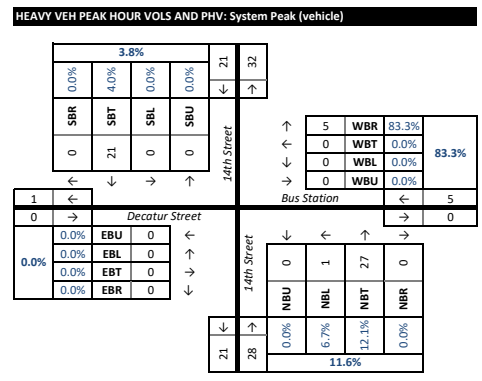 HEAVY VEH PEAK HOUR VOLS AND PHV: System Peak (vehicle)
3.8%
21 32
0.0% 4.0% 0.0% 0.0%
↓ ↑
SBR SBT SBL SBU
0 21 0 0
14th Street
← ↓ → ↑
↑ 5 WBR 83.3%
← 0 WBT 0.0%
↓ 0 WBL 0.0%
→ 0 WBU 0.0%
83.3%
1 ← Bus Station ← 5
0 → Decatur Street → 0
0.0%
0.0% EBU 0 ←
0.0% EBL 0 ↑
0.0% EBT 0 →
0.0% EBR 0 ↓
14th Street
↓ ← ↑ →
0 1 27 0
NBU NBL NBT NBR
↓ ↑
0.0% 6.7% 12.1% 0.0%
21 28
11.6%